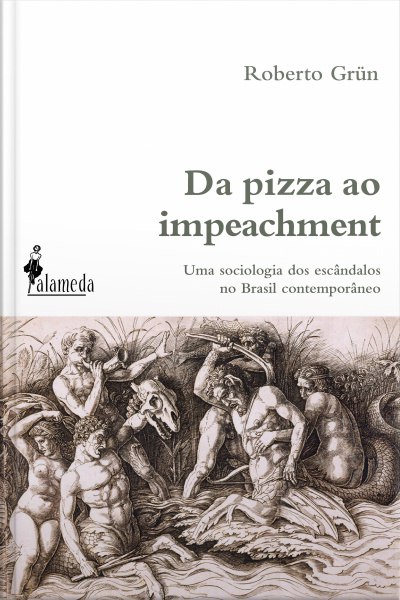 Roberto Grün
Da pizza ao
impeachment
Uma sociologia dos escândalos
no Brasil contemporâneo
alameda